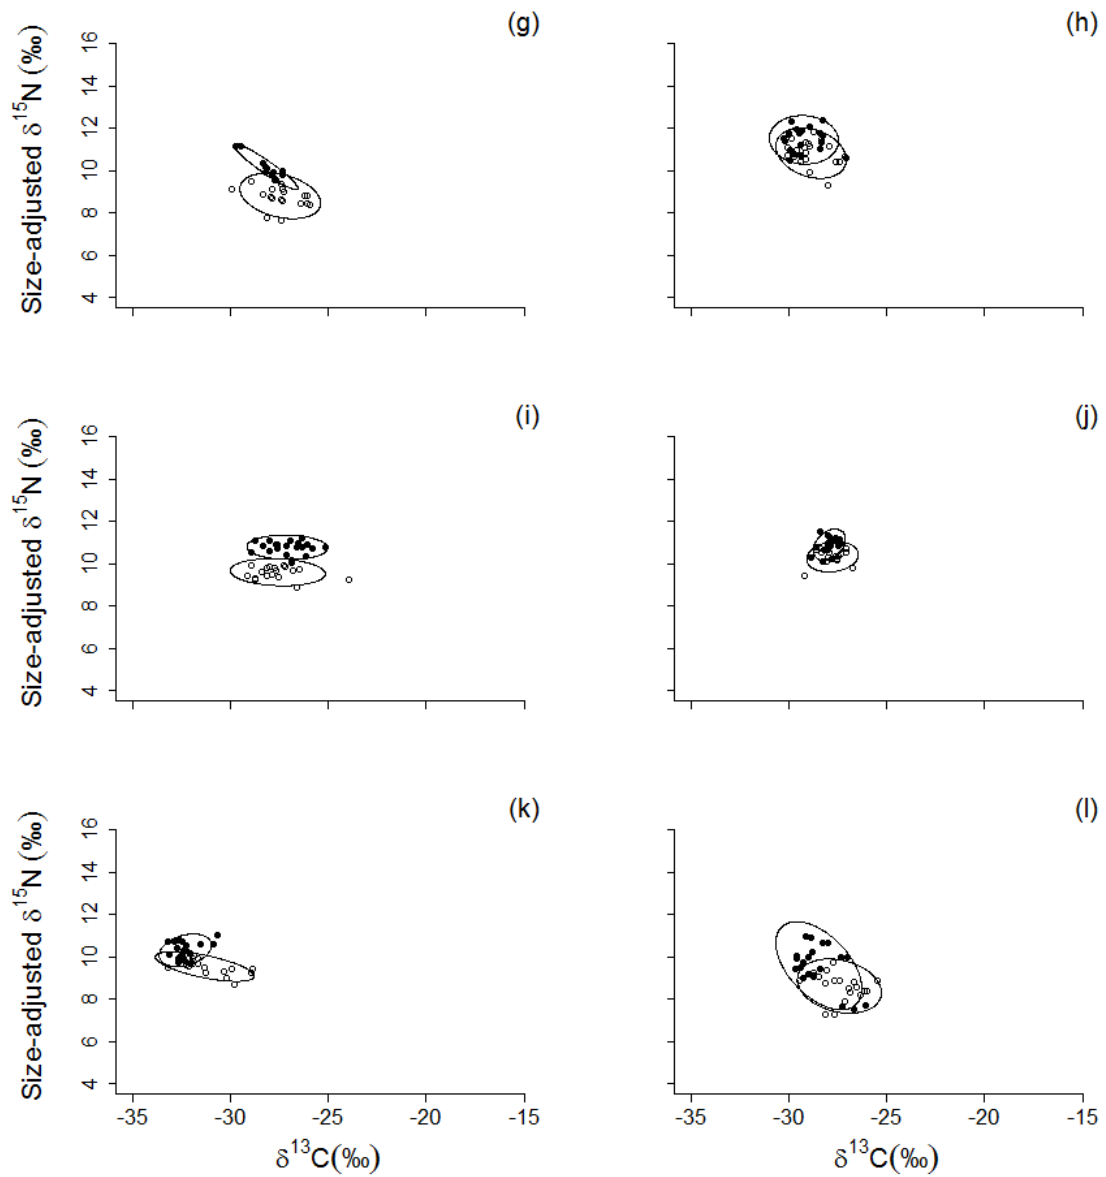 (g)
(h)
Size-adjusted δ¹⁵N (‰)
16
14
12
10
8
6
4
(i)
(j)
Size-adjusted δ¹⁵N (‰)
16
14
12
10
8
6
4
(k)
(l)
Size-adjusted δ¹⁵N (‰)
16
14
12
10
8
6
4
-35 -30 -25 -20 -15
-35 -30 -25 -20 -15
δ¹³C(‰)
δ¹³C(‰)